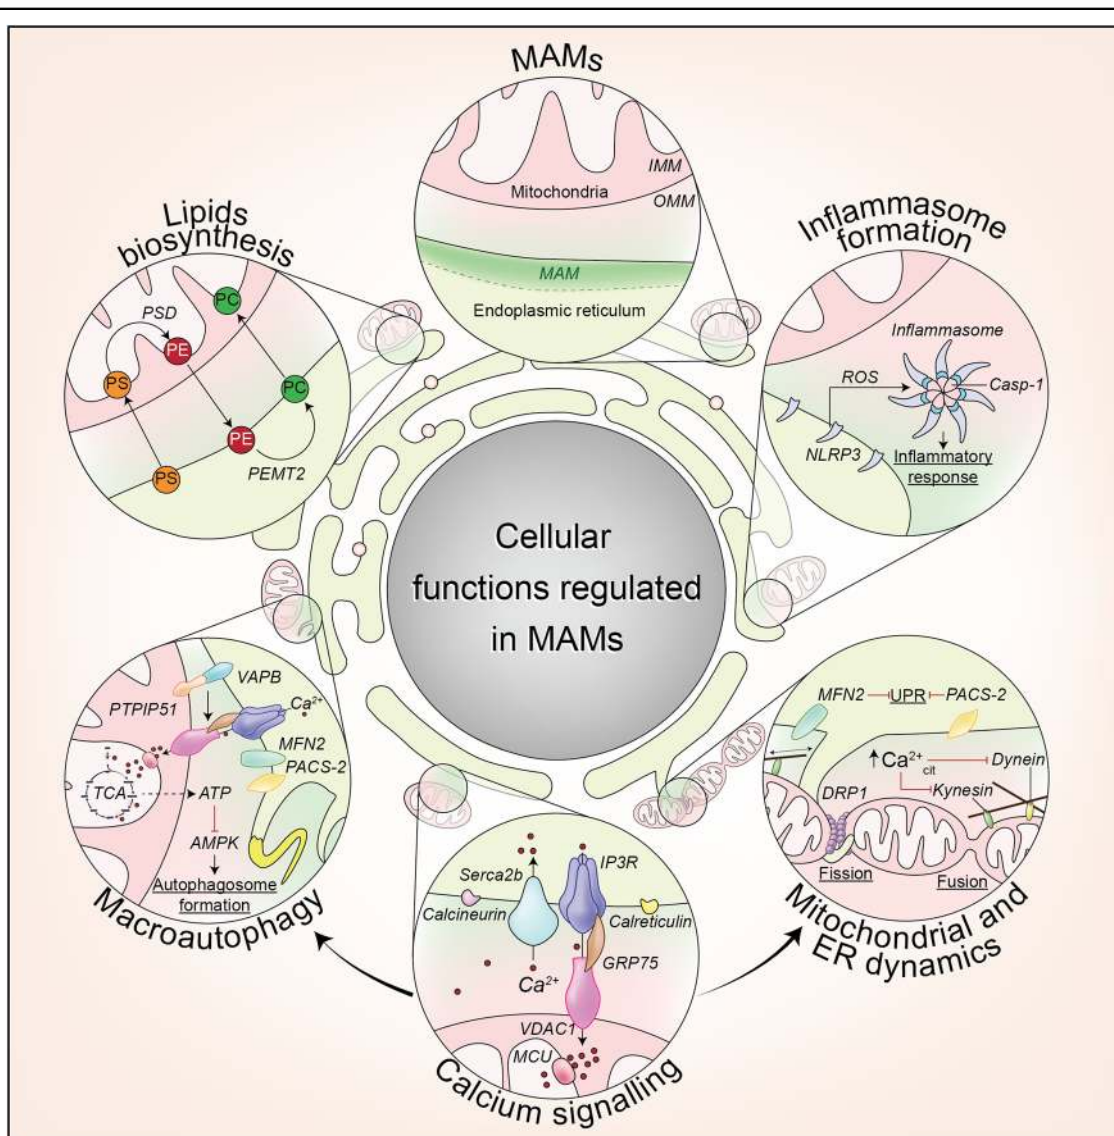 MAMs
IMM
Mitochondria
OMM
MAM
Endoplasmic reticulum
Lipids
biosynthesis
PSD
PC
PE
PS
PC
PE
PS
PEMT2
Inflammasome
formation
Inflammasome
ROS
Casp-1
NLRP3
Inflammatory
response
Cellular
functions regulated
in MAMs
VAPB
PTPIP51
Ca²⁺
MFN2
PACS-2
TCA
ATP
AMPK
Autophagosome
formation
Macroautophagy
MFN2
UPR
PACS-2
Ca²⁺
cit
Dynein
DRP1
Kynesin
Fission
Fusion
Mitochondrial and
ER dynamics
Serca2b
IP3R
Calcineurin
Calreticulin
GRP75
Ca²⁺
VDAC1
MCU
Calcium signalling